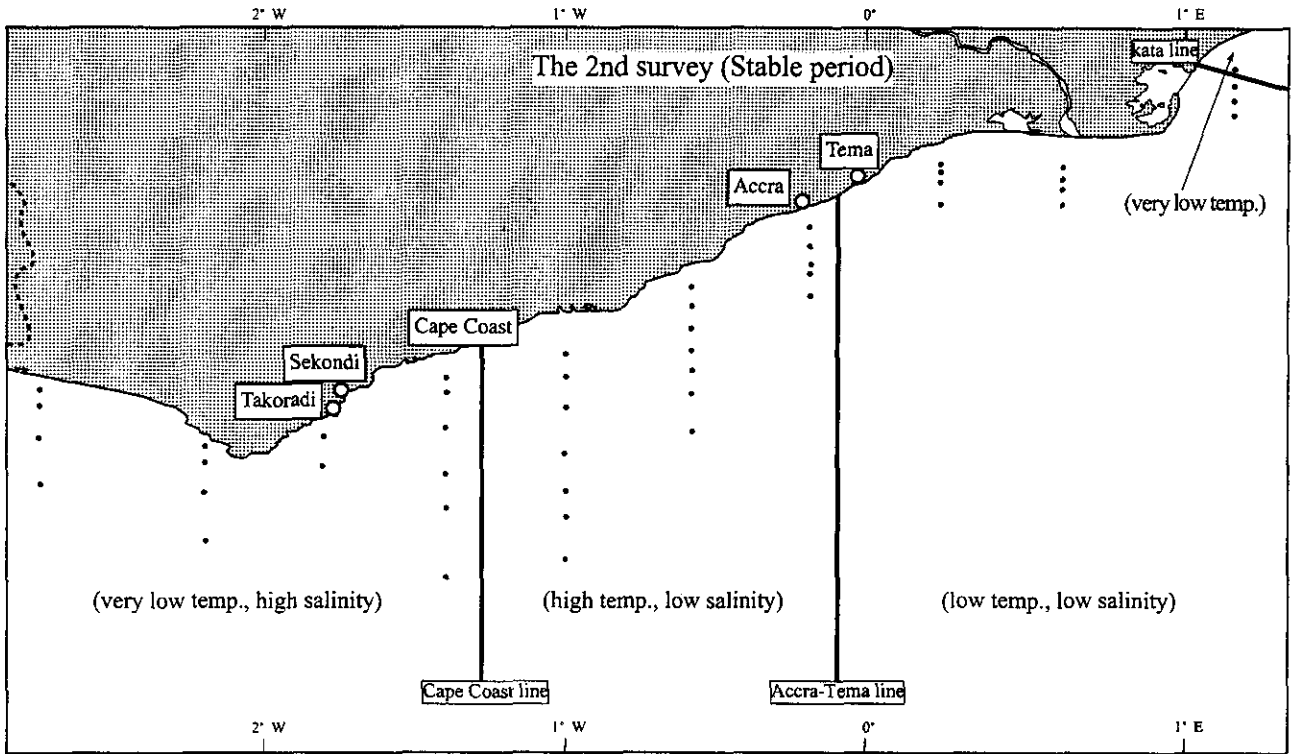 2° W
1° W
0°
1° E
kata line
The 2nd survey (Stable period)
Tema
Accra
(very low temp.)
Cape Coast
Sekondi
Takoradi
(very low temp., high salinity)
(high temp., low salinity)
(low temp., low salinity)
Cape Coast line
Accra-Tema line
2° W
1° W
0°
1° E